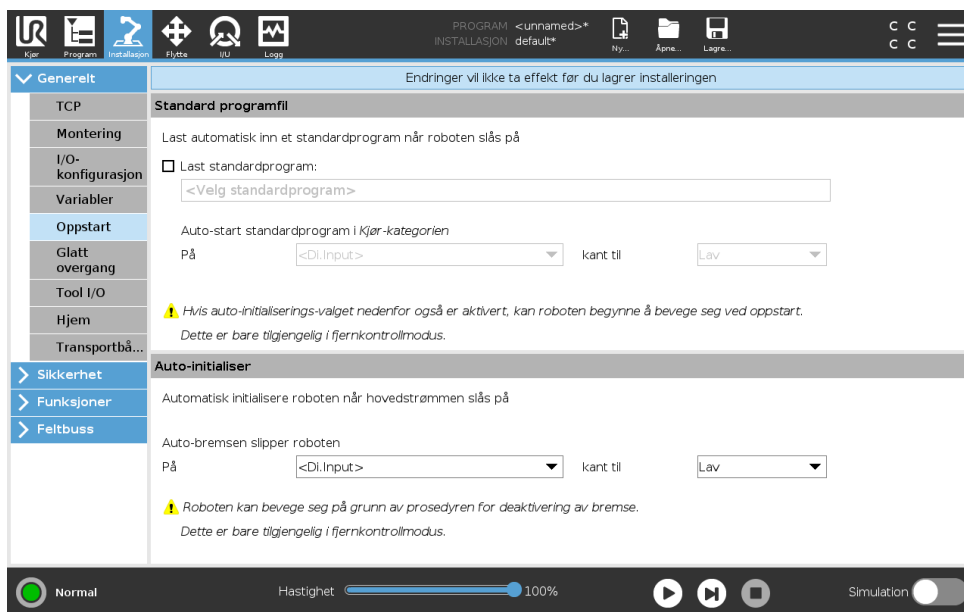 PROGRAM <unnamed>*
INSTALLASJON default*
UR
Kjør
Program
Installasjon
Flytte
I/U
Logg
Ny...
Åpne...
Lagre...
C C
C C
Generelt
TCP
Montering
I/O-
konfigurasjon
Variabler
Oppstart
Glatt
overgang
Tool I/O
Hjem
Transportbå...
Sikkerhet
Funksjoner
Feltbuss
Endringer vil ikke ta effekt før du lagrer installeringen
Standard programfil
Last automatisk inn et standardprogram når roboten slås på
Last standardprogram:
<Velg standardprogram>
Auto-start standardprogram i Kjør-kategorien
På <Di.Input> kant til Lav
Hvis auto-initialiserings-valget nedenfor også er aktivert, kan roboten begynne å bevege seg ved oppstart.
Dette er bare tilgjengelig i fjernkontrollmodus.
Auto-initialiser
Automatisk initialisere roboten når hovedstrømmen slås på
Auto-bremsen slipper roboten
På <Di.Input> kant til Lav
Roboten kan bevege seg på grunn av prosedyren for deaktivering av bremse.
Dette er bare tilgjengelig i fjernkontrollmodus.
Normal
Hastighet 100%
Simulation